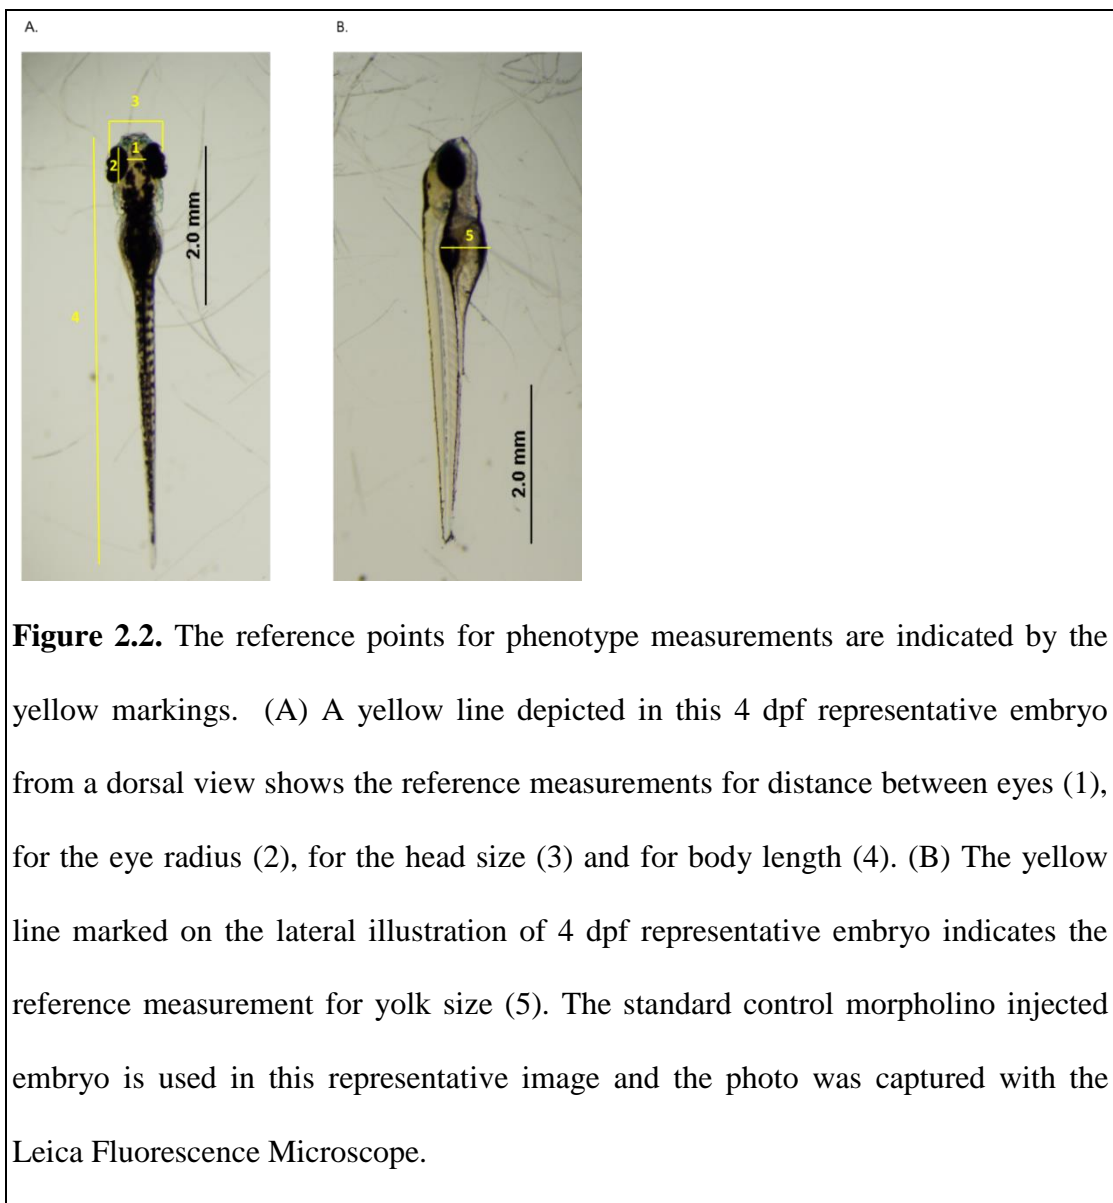 A.
B.
3
1
2
2.0 mm
5
4
2.0 mm
Figure 2.2. The reference points for phenotype measurements are indicated by the
yellow markings. (A) A yellow line depicted in this 4 dpf representative embryo
from a dorsal view shows the reference measurements for distance between eyes (1),
for the eye radius (2), for the head size (3) and for body length (4). (B) The yellow
line marked on the lateral illustration of 4 dpf representative embryo indicates the
reference measurement for yolk size (5). The standard control morpholino injected
embryo is used in this representative image and the photo was captured with the
Leica Fluorescence Microscope.